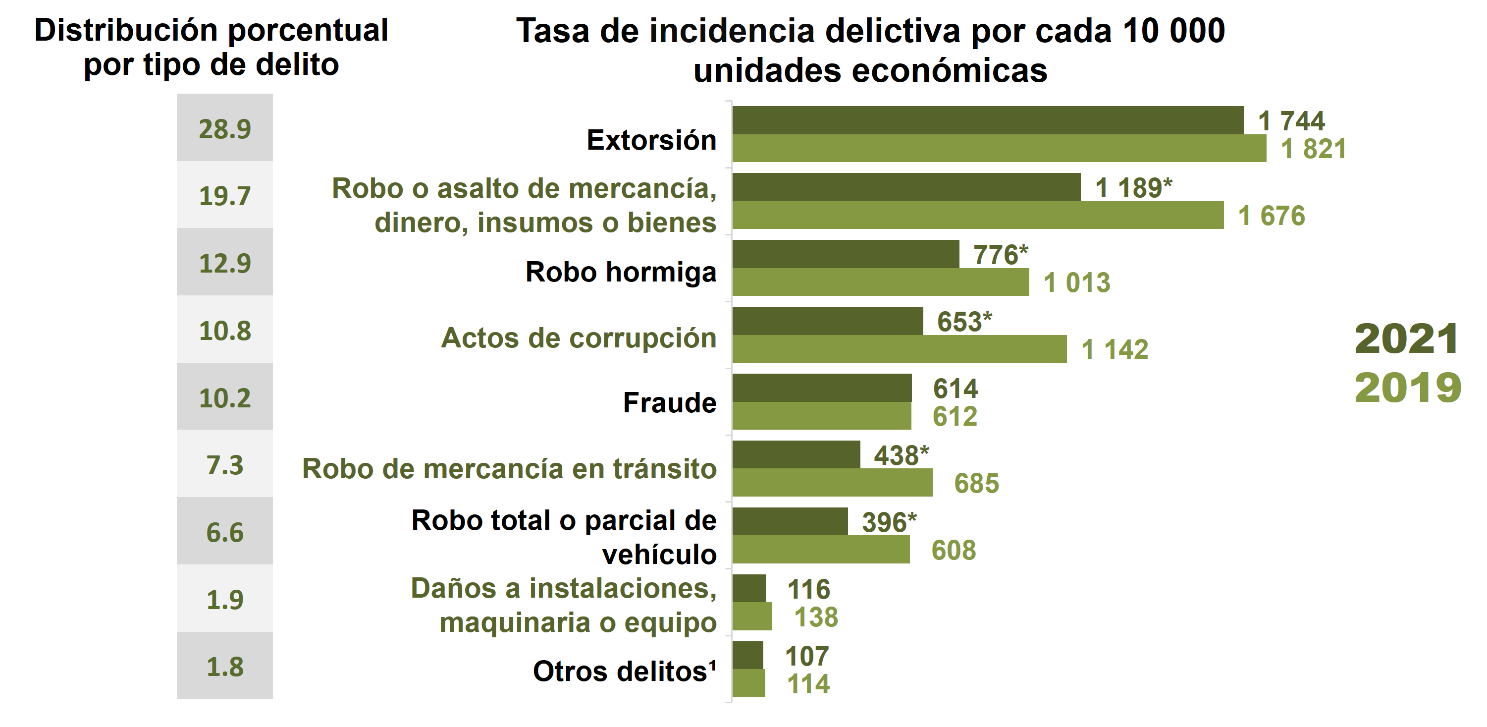 Distribución porcentual
por tipo de delito
Tasa de incidencia delictiva por cada 10 000
unidades económicas
28.9
Extorsión
1 744
1 821
19.7
Robo o asalto de mercancía,
dinero, insumos o bienes
1 189*
1 676
12.9
Robo hormiga
776*
1 013
10.8
Actos de corrupción
653*
1 142
10.2
Fraude
614
612
7.3
Robo de mercancía en tránsito
438*
685
6.6
Robo total o parcial de
vehículo
396*
608
1.9
Daños a instalaciones,
maquinaria o equipo
116
138
1.8
Otros delitos¹
107
114
2021
2019